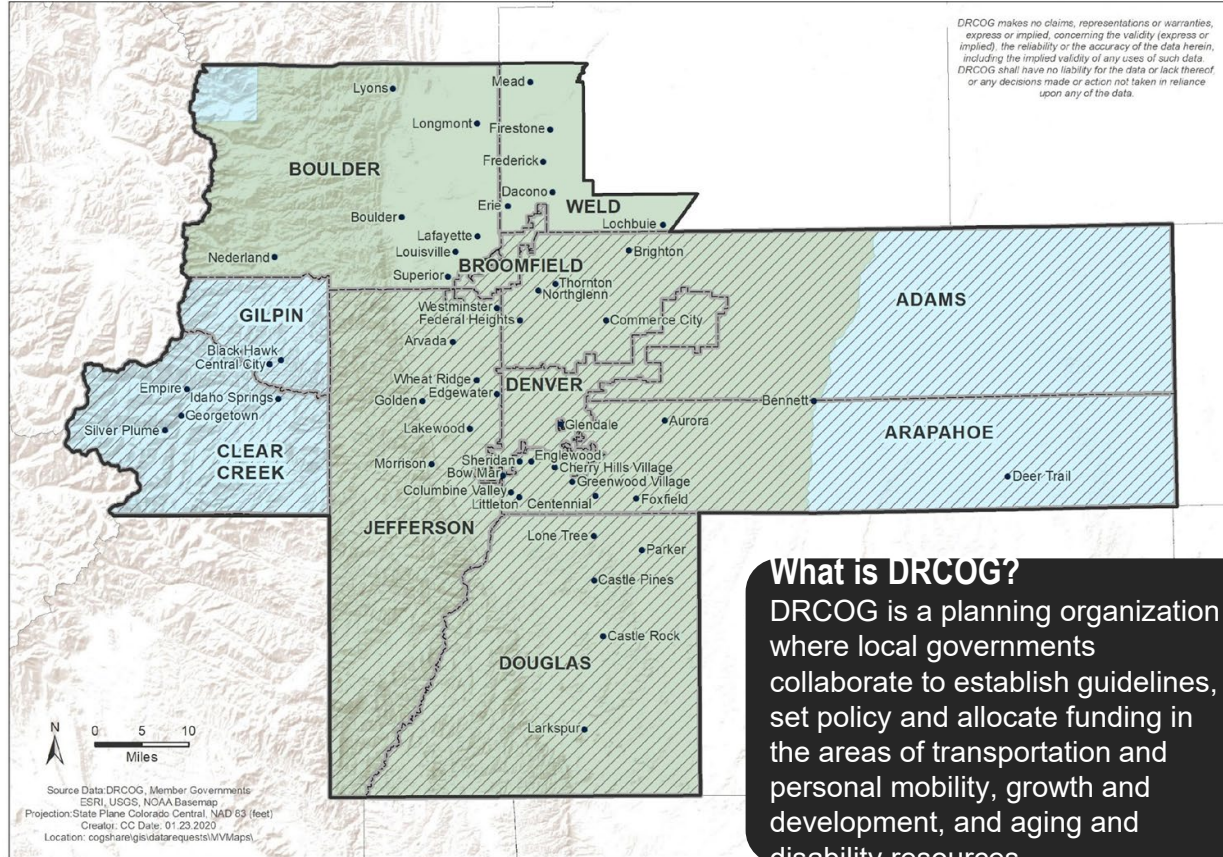 DRCOG makes no claims, representations or warranties,
express or implied, concerning the validity (express or
implied), the reliability or the accuracy of the data herein,
including the implied validity of any uses of such data.
DRCOG shall have no liability for the data or lack thereof,
or any decisions made or action not taken in reliance
upon any of the data.
Mead
Lyons
Longmont
Firestone
BOULDER
Frederick
Dacono
Erie
WELD
Boulder
Lochbuie
Lafayette
Louisville
Brighton
Nederland
BROOMFIELD
Superior
Thornton
Northglenn
ADAMS
Westminster
GILPIN
Federal Heights
Commerce City
Arvada
Black Hawk
Central City
Wheat Ridge
DENVER
Empire
Edgewater
Idaho Springs
Golden
Bennett
Georgetown
Glendale
Aurora
Silver Plume
Lakewood
ARAPAHOE
CLEAR
CREEK
Morrison
Sheridan
Englewood
Cherry Hills Village
Bow Mar
Deer Trail
Greenwood Village
Columbine Valley
Littleton
Centennial
Foxfield
JEFFERSON
Lone Tree
Parker
Castle Pines
Castle Rock
DOUGLAS
Larkspur
What is DRCOG?
DRCOG is a planning organization
where local governments
collaborate to establish guidelines,
set policy and allocate funding in
the areas of transportation and
personal mobility, growth and
development, and aging and
disability resources
N
0 5 10
Miles
Source Data:DRCOG, Member Governments
ESRI, USGS, NOAA Basemap
Projection:State Plane Colorado Central, NAD 83 (feet)
Creator: CC Date: 01.23.2020
Location: cogshare\gis\datarequests\MVMaps\